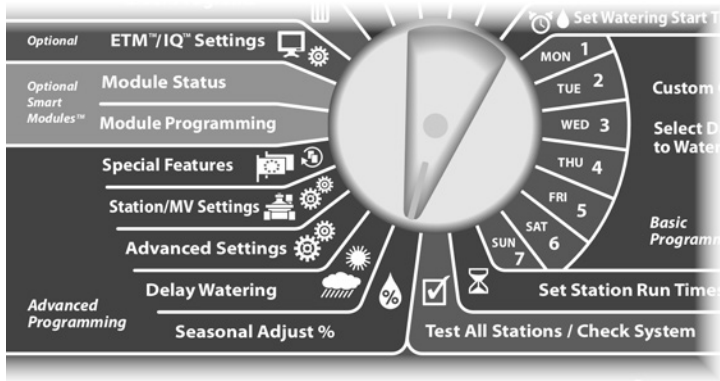 Optional
ETM™/IQ™ Settings
Optional
Smart
Modules™
Module Status
Module Programming
Special Features
Station/MV Settings
Advanced Settings
Delay Watering
Advanced
Programming
Seasonal Adjust %
%
Set Watering Start T
MON 1
TUE 2
WED 3
THU 4
FRI 5
SAT 6
SUN 7
Custom
Select D
to Water
Basic
Programm
Set Station Run Times
Test All Stations / Check System